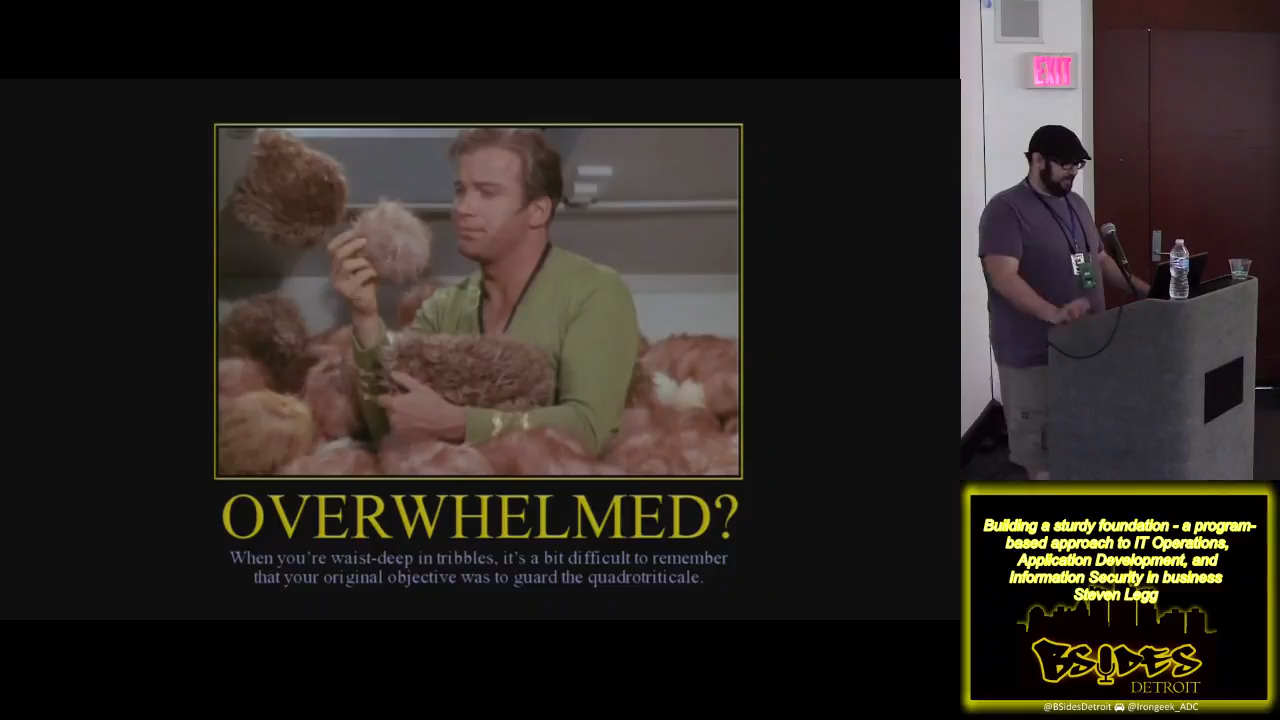 OVERWHELMED?
When you're waist-deep in tribbles, it's a bit difficult to remember
that your original objective was to guard the quadrotriticale.
EXIT
Building a sturdy foundation - a program-
based approach to IT Operations,
Application Development, and
Information Security in business
Steven Legg
BSIDES
DETROIT
@BSidesDetroit @Irongeek_ADC